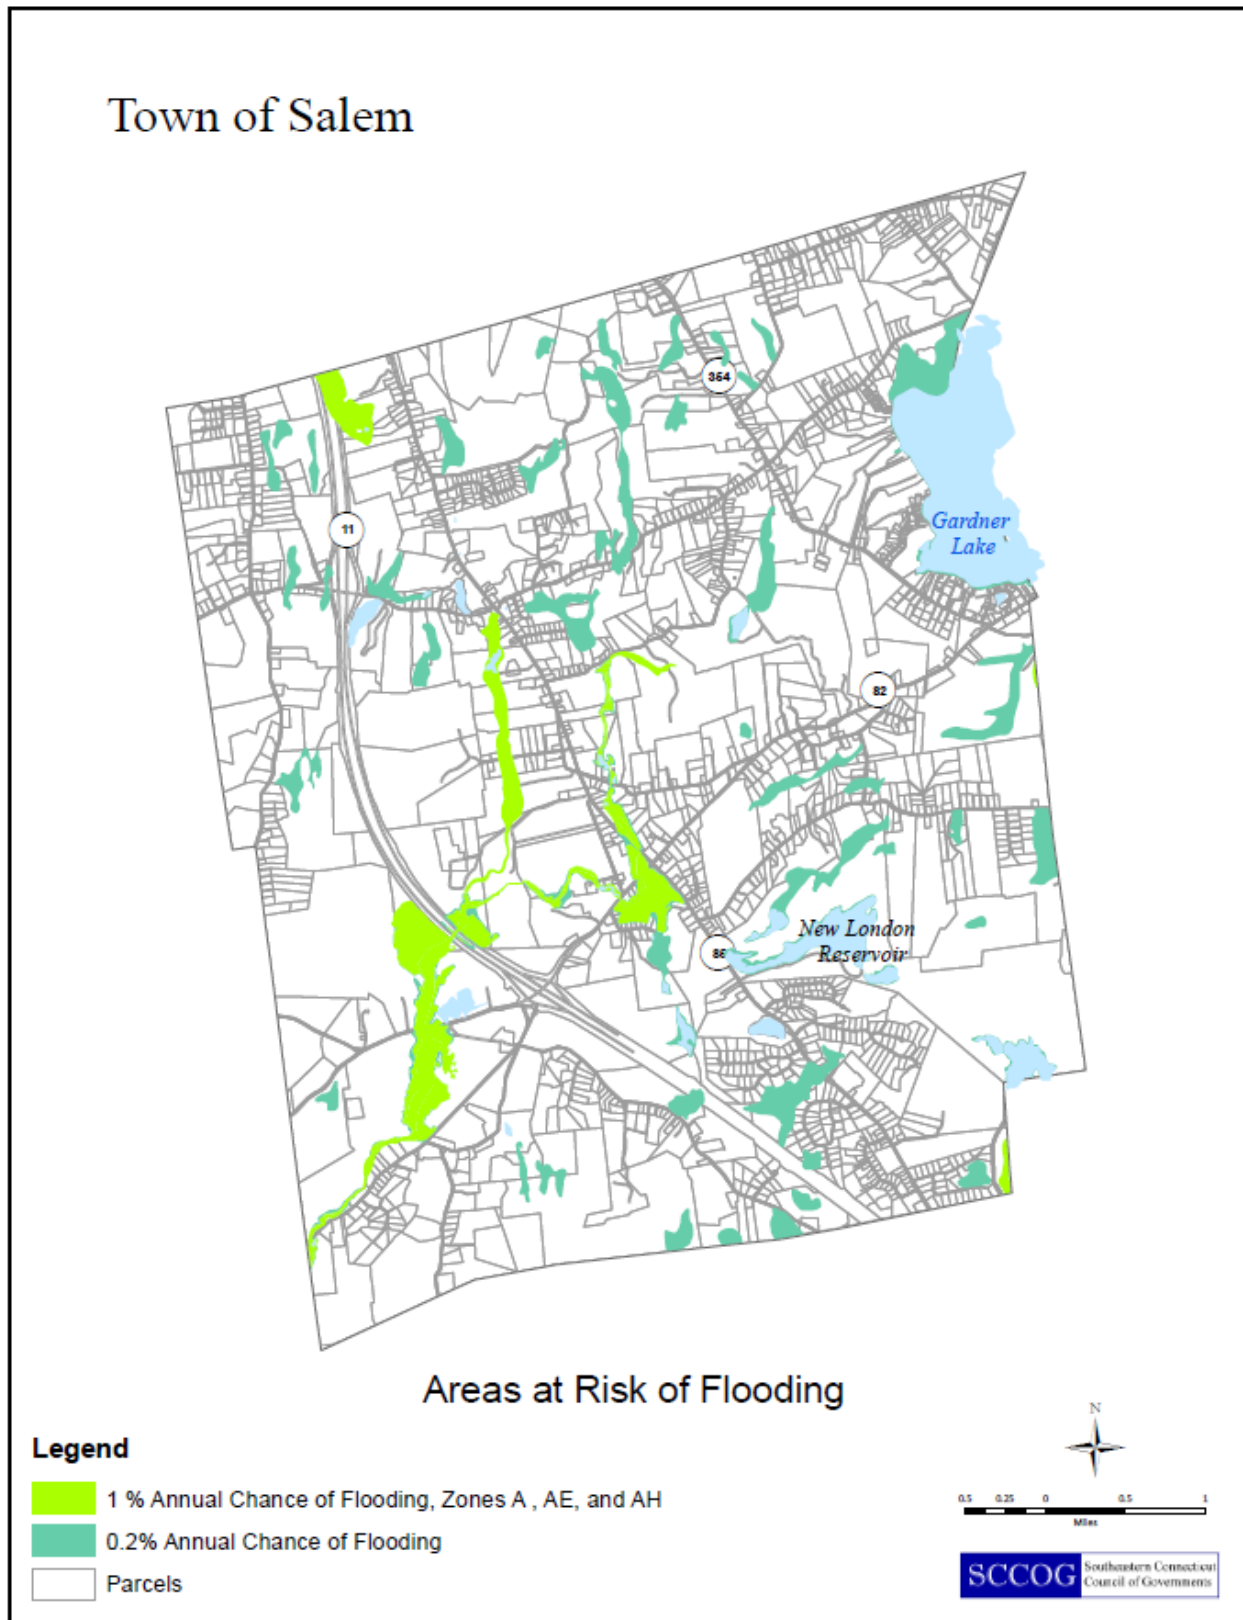 Town of Salem
354
11
Gardner
Lake
82
New London
Reservoir
85
Areas at Risk of Flooding
N
Legend
1 % Annual Chance of Flooding, Zones A , AE, and AH
0.5 0.25 0 0.5 1
Miles
0.2% Annual Chance of Flooding
Parcels
SCCOG Southeastern Connecticut
Council of Governments